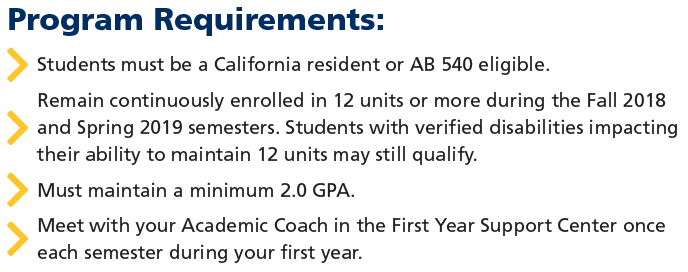 Program Requirements:
Students must be a California resident or AB 540 eligible.
Remain continuously enrolled in 12 units or more during the Fall 2018
and Spring 2019 semesters. Students with verified disabilities impacting
their ability to maintain 12 units may still qualify.
Must maintain a minimum 2.0 GPA.
Meet with your Academic Coach in the First Year Support Center once
each semester during your first year.